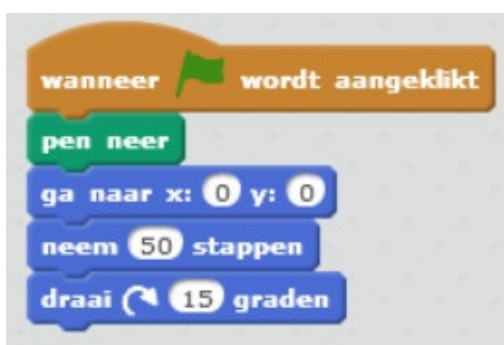 wanneer wordt aangeklikt
pen neer
ga naar x: 0 y: 0
neem 50 stappen
draai 15 graden